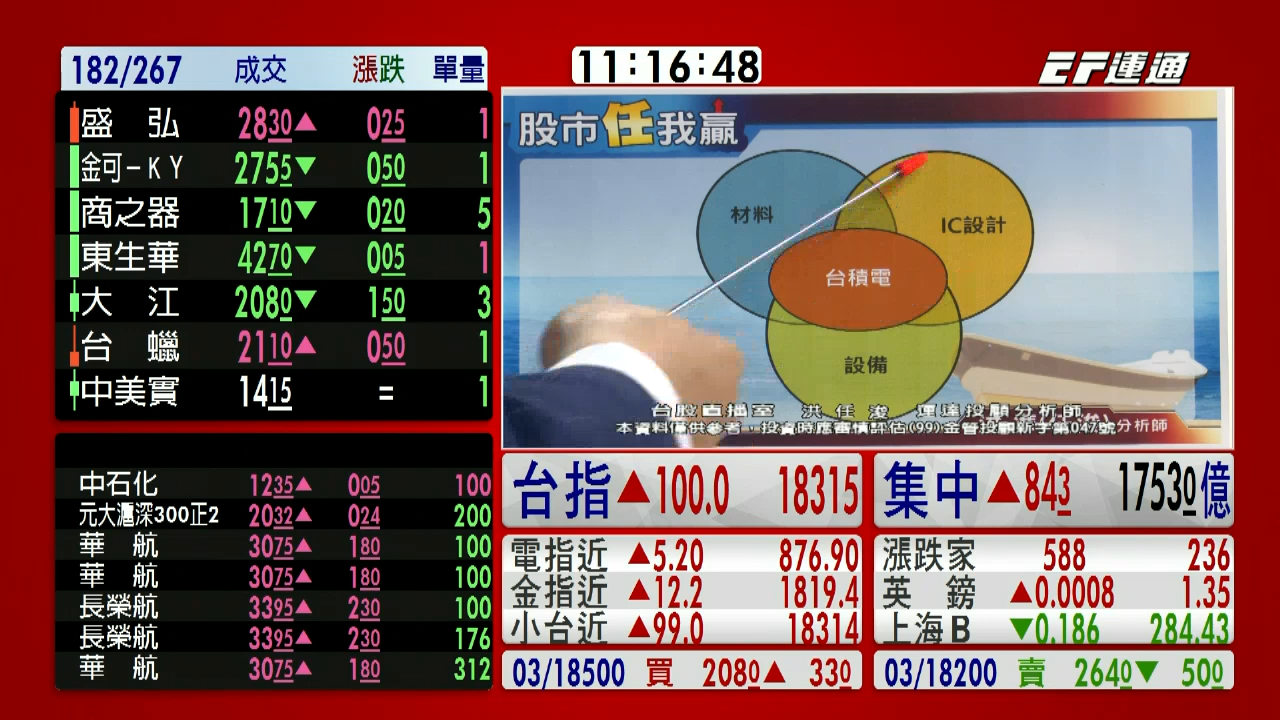 182/267 成交 漲跌 單量
盛弘 2830▲ 025 1
金可-KY 2755▼ 050 1
商之器 1710▼ 020 5
東生華 4270▼ 005 1
大江 2080▼ 150 3
台蠟 2110▲ 050 1
中美實 1415 = 1
中石化 1235▲ 005 100
元大滬深300正2 2032▲ 024 200
華航 3075▲ 180 100
華航 3075▲ 180 100
長榮航 3395▲ 230 100
長榮航 3395▲ 230 176
華航 3075▲ 180 312
11:16:48
EF運通
股市任我贏
材料
IC設計
台積電
設備
台股直播室 洪任浚 運達投顧分析師
本資料僅供參考,投資時應審慎評估(99)金管投顧新字第047號
分析師
台指▲100.0 18315
集中▲843 17530億
電指近▲5.20 876.90
金指近▲12.2 1819.4
小台近▲99.0 18314
漲跌家 588 236
英鎊▲0.0008 1.35
上海B▼0.186 284.43
03/18500 買 2080▲ 330
03/18200 賣 2640▼ 500